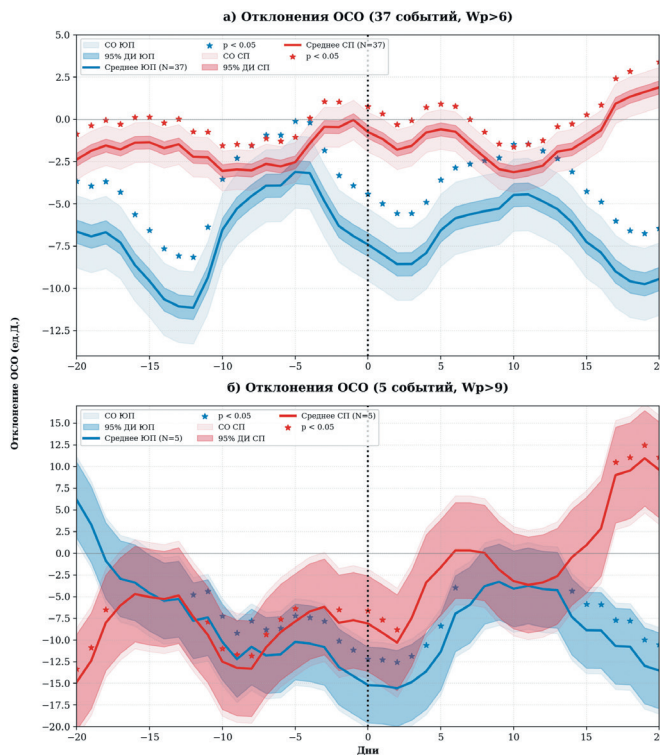 а) Отклонения ОСО (37 событий, Wp>6)
СО ЮП
95% ДИ ЮП
Среднее ЮП (N=37)
p < 0.05
Среднее СП (N=37)
СО СП
95% ДИ СП
p < 0.05
5.0
2.5
0.0
−2.5
−5.0
−7.5
−10.0
−12.5
−20 −15 −10 −5 0 5 10 15 20
Отклонение ОСО (ед.Д.)
б) Отклонения ОСО (5 событий, Wp>9)
СО ЮП
95% ДИ ЮП
Среднее ЮП (N=5)
p < 0.05
СО СП
95% ДИ СП
Среднее СП (N=5)
p < 0.05
15.0
12.5
10.0
7.5
5.0
2.5
0.0
−2.5
−5.0
−7.5
−10.0
−12.5
−15.0
−17.5
−20.0
−20 −15 −10 −5 0 5 10 15 20
Дни